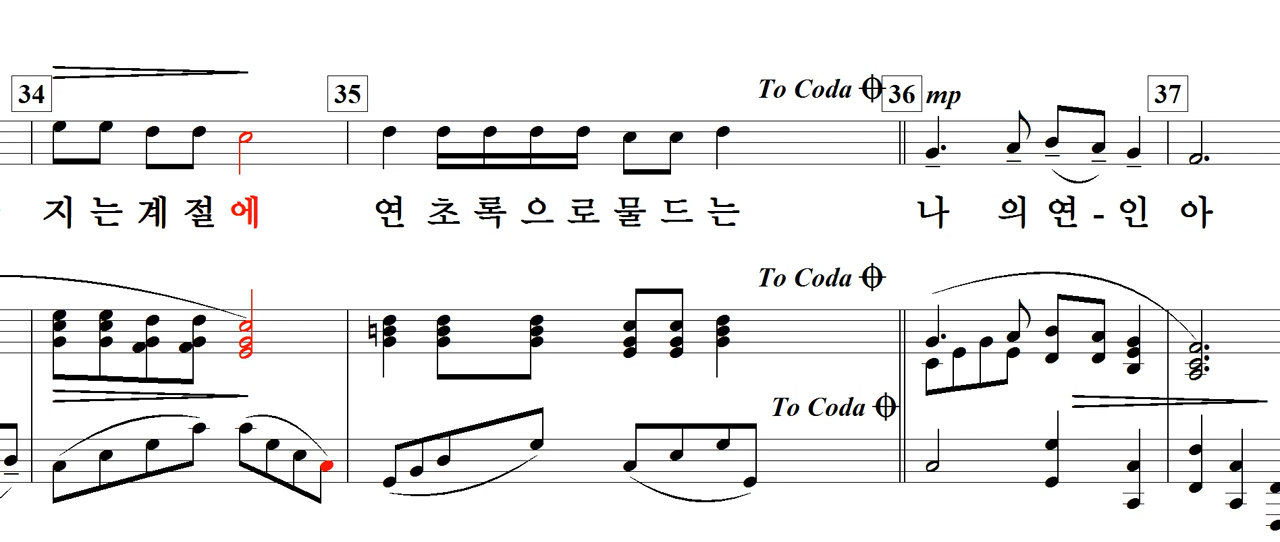 34 35 To Coda 36 mp 37
지 는 계 절 에 연 초 록 으 로 물 드 는 나 의 연 - 인 아
To Coda
To Coda